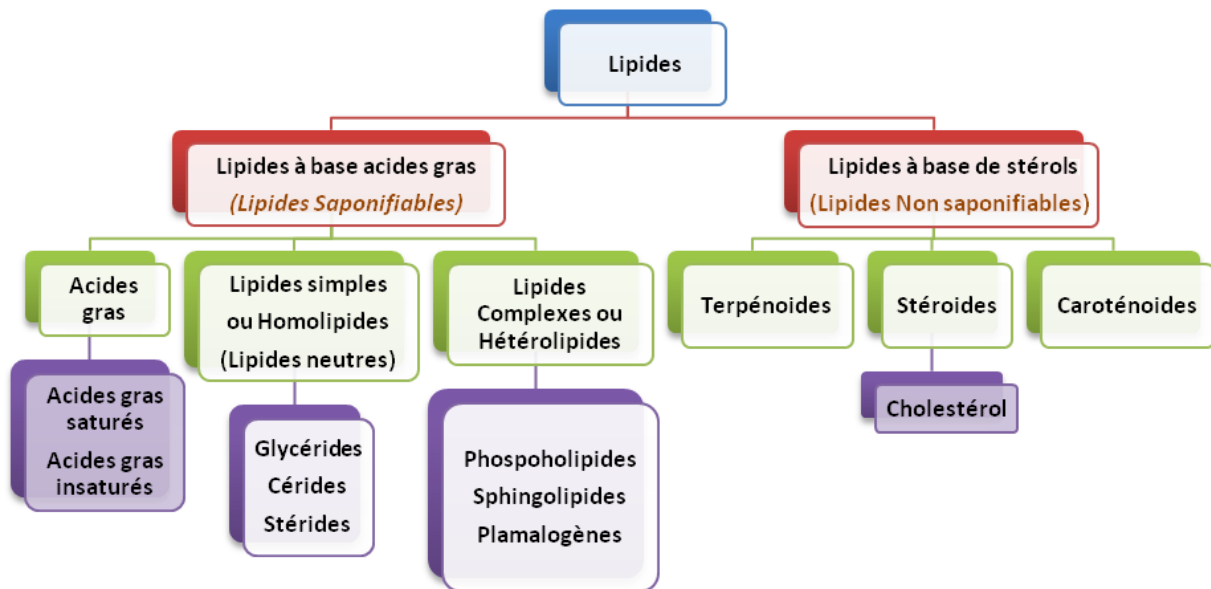 Lipides
Lipides à base acides gras
(Lipides Saponifiables)
Lipides à base de stérols
(Lipides Non saponifiables)
Acides
gras
Lipides simples
ou Homolipides
(Lipides neutres)
Lipides
Complexes ou
Hétérolipides
Terpénoides
Stéroides
Caroténoides
Acides gras
saturés
Acides gras
insaturés
Glycérides
Cérides
Stérides
Phospoholipides
Sphingolipides
Plamalogènes
Cholestérol